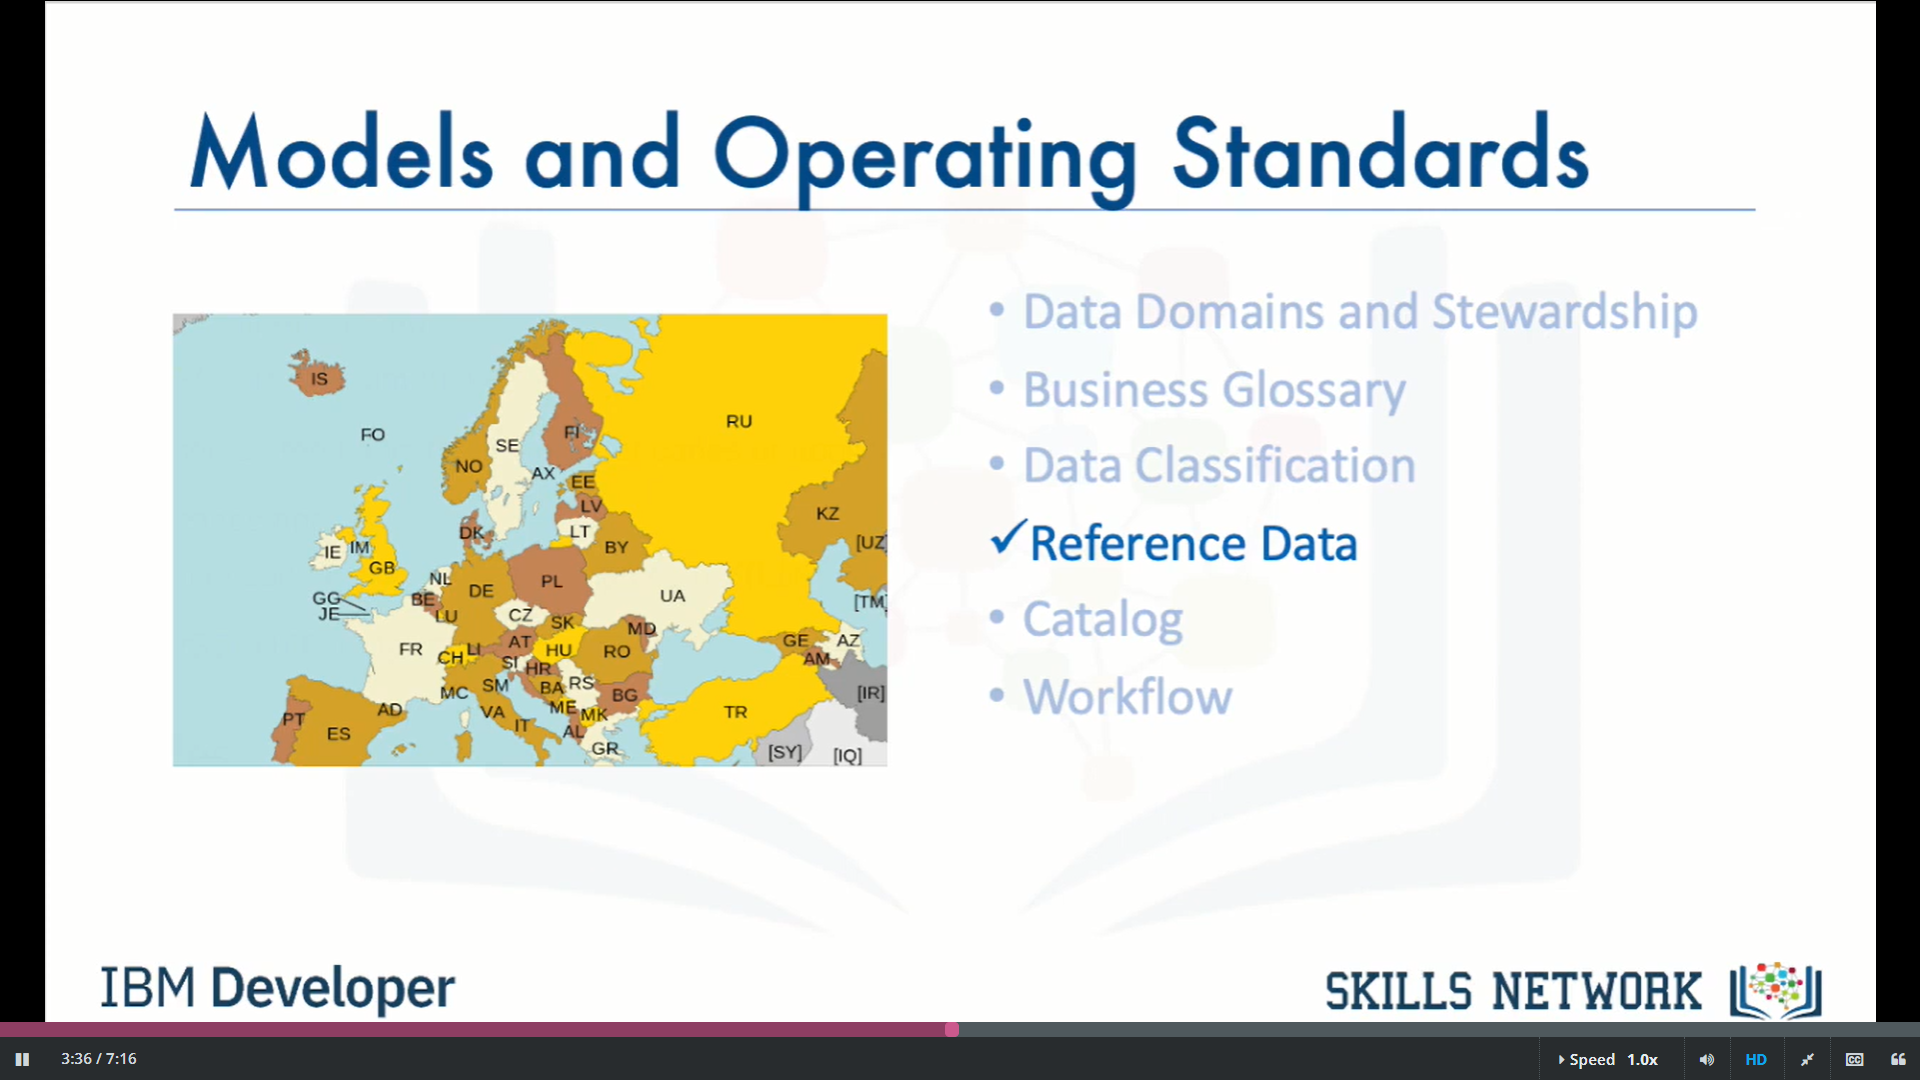 Models and Operating Standards
• Data Domains and Stewardship
• Business Glossary
• Data Classification
✓Reference Data
• Catalog
• Workflow
IS
FO
RU
SE
FI
NO
AX
EE
LV
KZ
DK
LT
[UZ]
IE
IM
BY
GB
NL
PL
DE
UA
GG
BE
[TM]
JE
LU
CZ
SK
MD
FR
AT
GE
AZ
CH
LI
HU
RO
AM
SI
HR
SM
BA
RS
MC
BG
[IR]
ME
AD
VA
MK
TR
PT
IT
AL
ES
GR
[SY]
[IQ]
IBM Developer
SKILLS NETWORK
3:36 / 7:16
Speed 1.0x
HD
CC